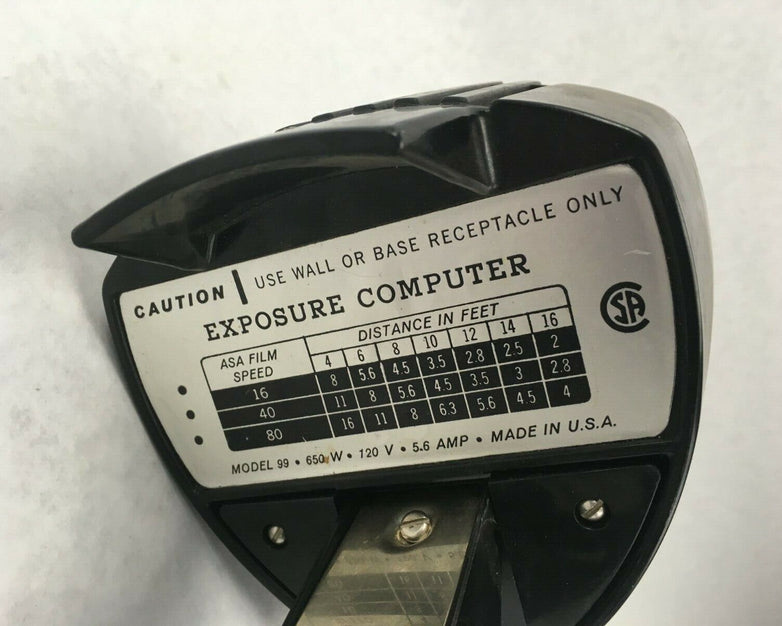 CAUTION | USE WALL OR BASE RECEPTACLE ONLY
EXPOSURE COMPUTER
ASA FILM SPEED DISTANCE IN FEET
4 6 8 10 12 14 16
16 8 5.6 4.5 3.5 2.8 2.5 2
40 11 8 5.6 4.5 3.5 3 2.8
80 16 11 8 6.3 5.6 4.5 4
MODEL 99 • 650 W • 120 V • 5.6 AMP • MADE IN U.S.A.
CSA